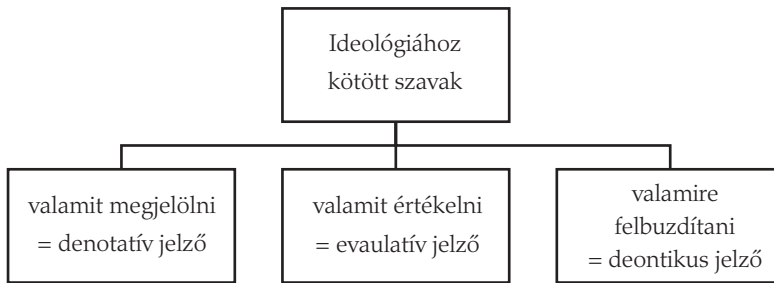 Ideológiához
kötött szavak
valamit megjelölni
= denotatív jelző
valamit értékelni
= evaulatív jelző
valamire
felbuzdítani
= deontikus jelző